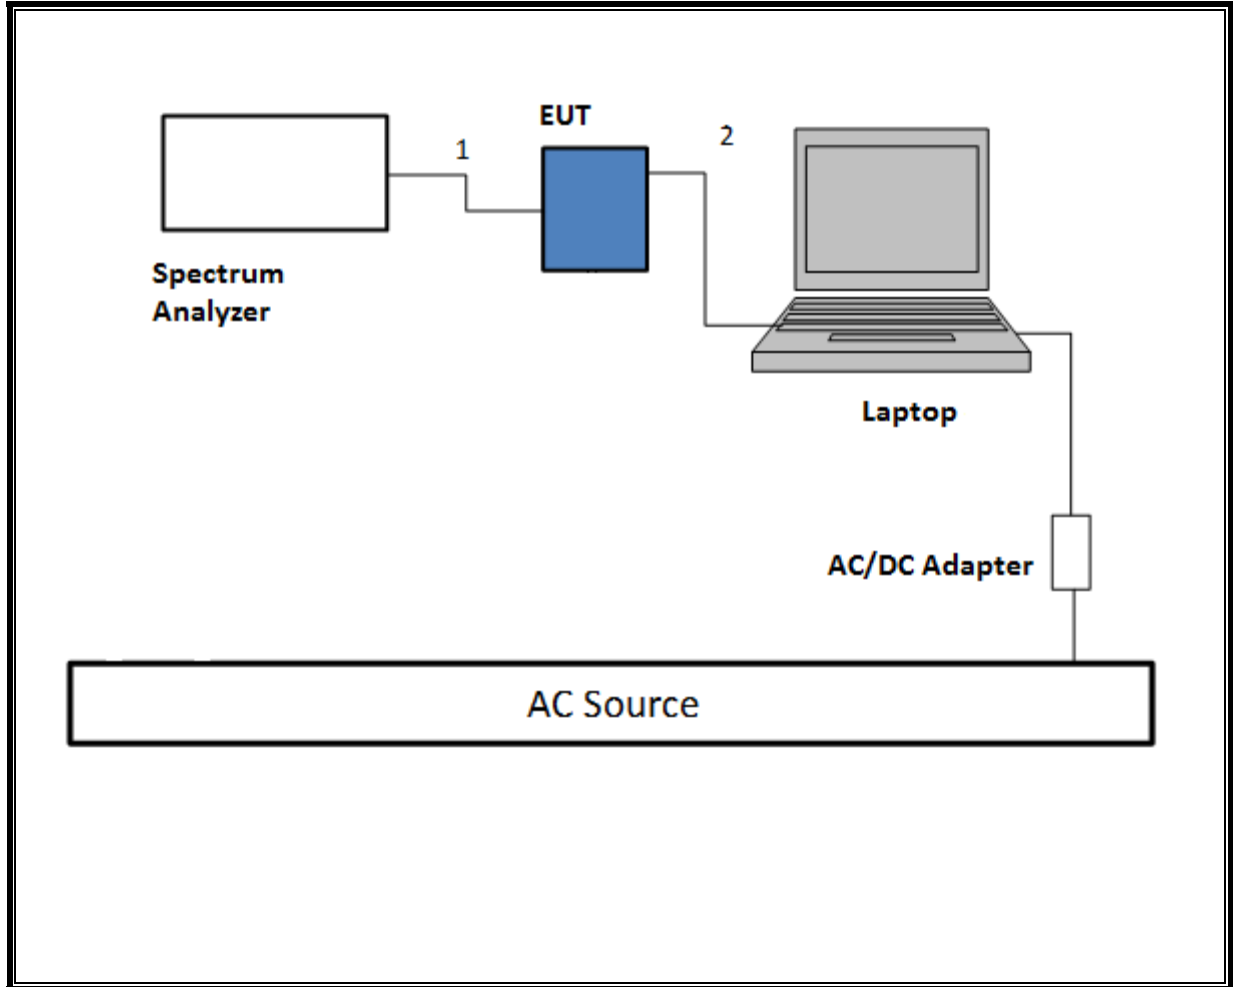 EUT
1
2
Spectrum
Analyzer
Laptop
AC/DC Adapter
AC Source